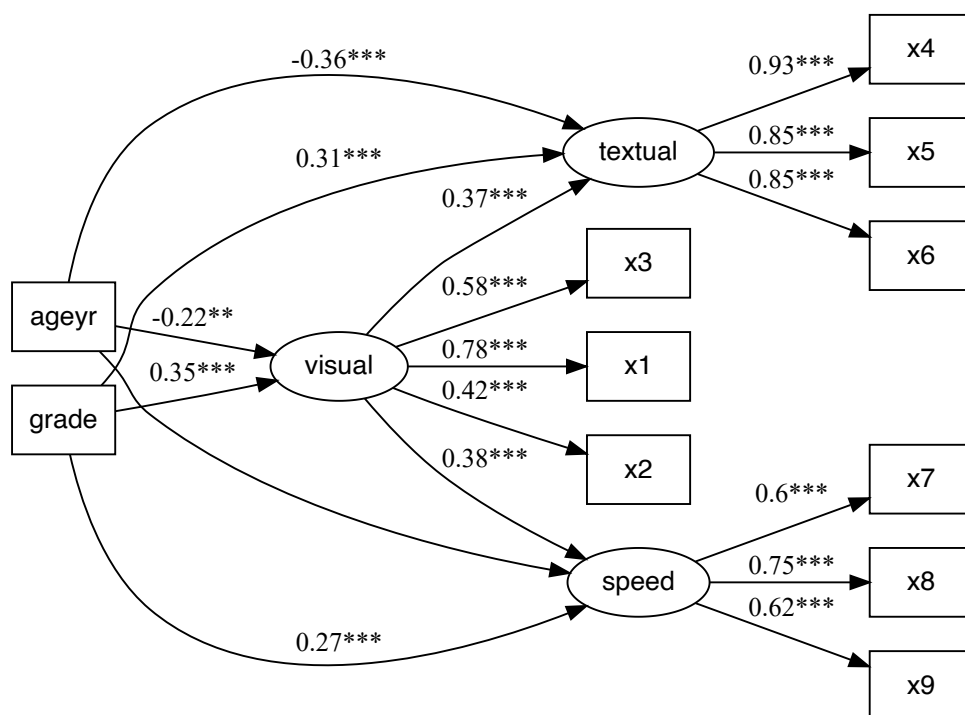 x4
-0.36***
0.93***
textual
0.85***
x5
0.31***
0.85***
0.37***
x6
x3
0.58***
ageyr
-0.22**
visual
0.78***
x1
0.35***
0.42***
grade
x2
0.38***
x7
0.6***
speed
0.75***
x8
0.62***
0.27***
x9